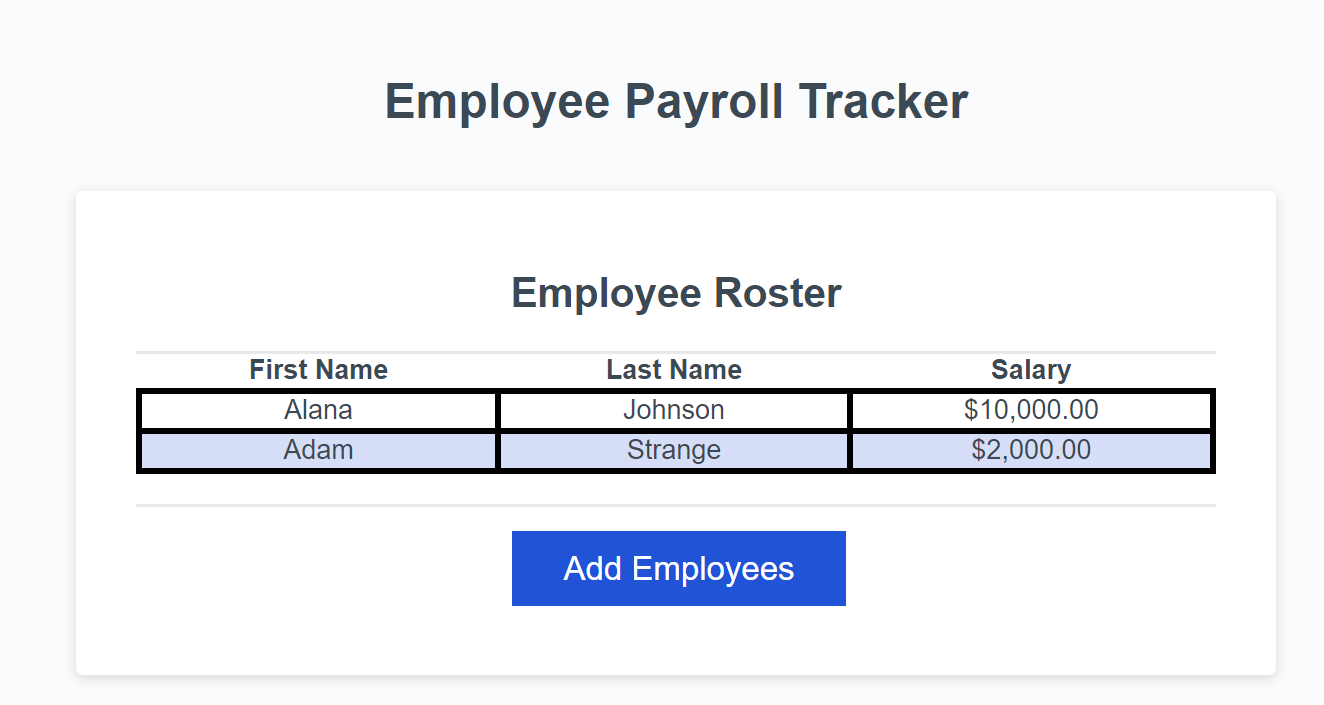 Employee Payroll Tracker
Employee Roster
First Name Last Name Salary
Alana Johnson $10,000.00
Adam Strange $2,000.00
Add Employees